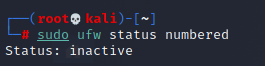 ┌──(root💀kali)-[~]
└─# sudo ufw status numbered
Status: inactive